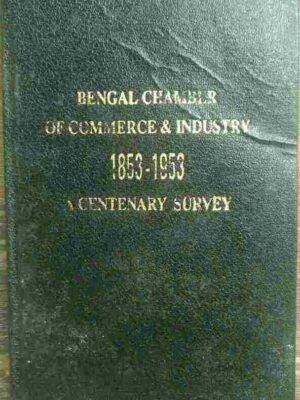 BENGAL CHAMBER
OF COMMERCE & INDUSTRY
1853-1953
A CENTENARY SURVEY